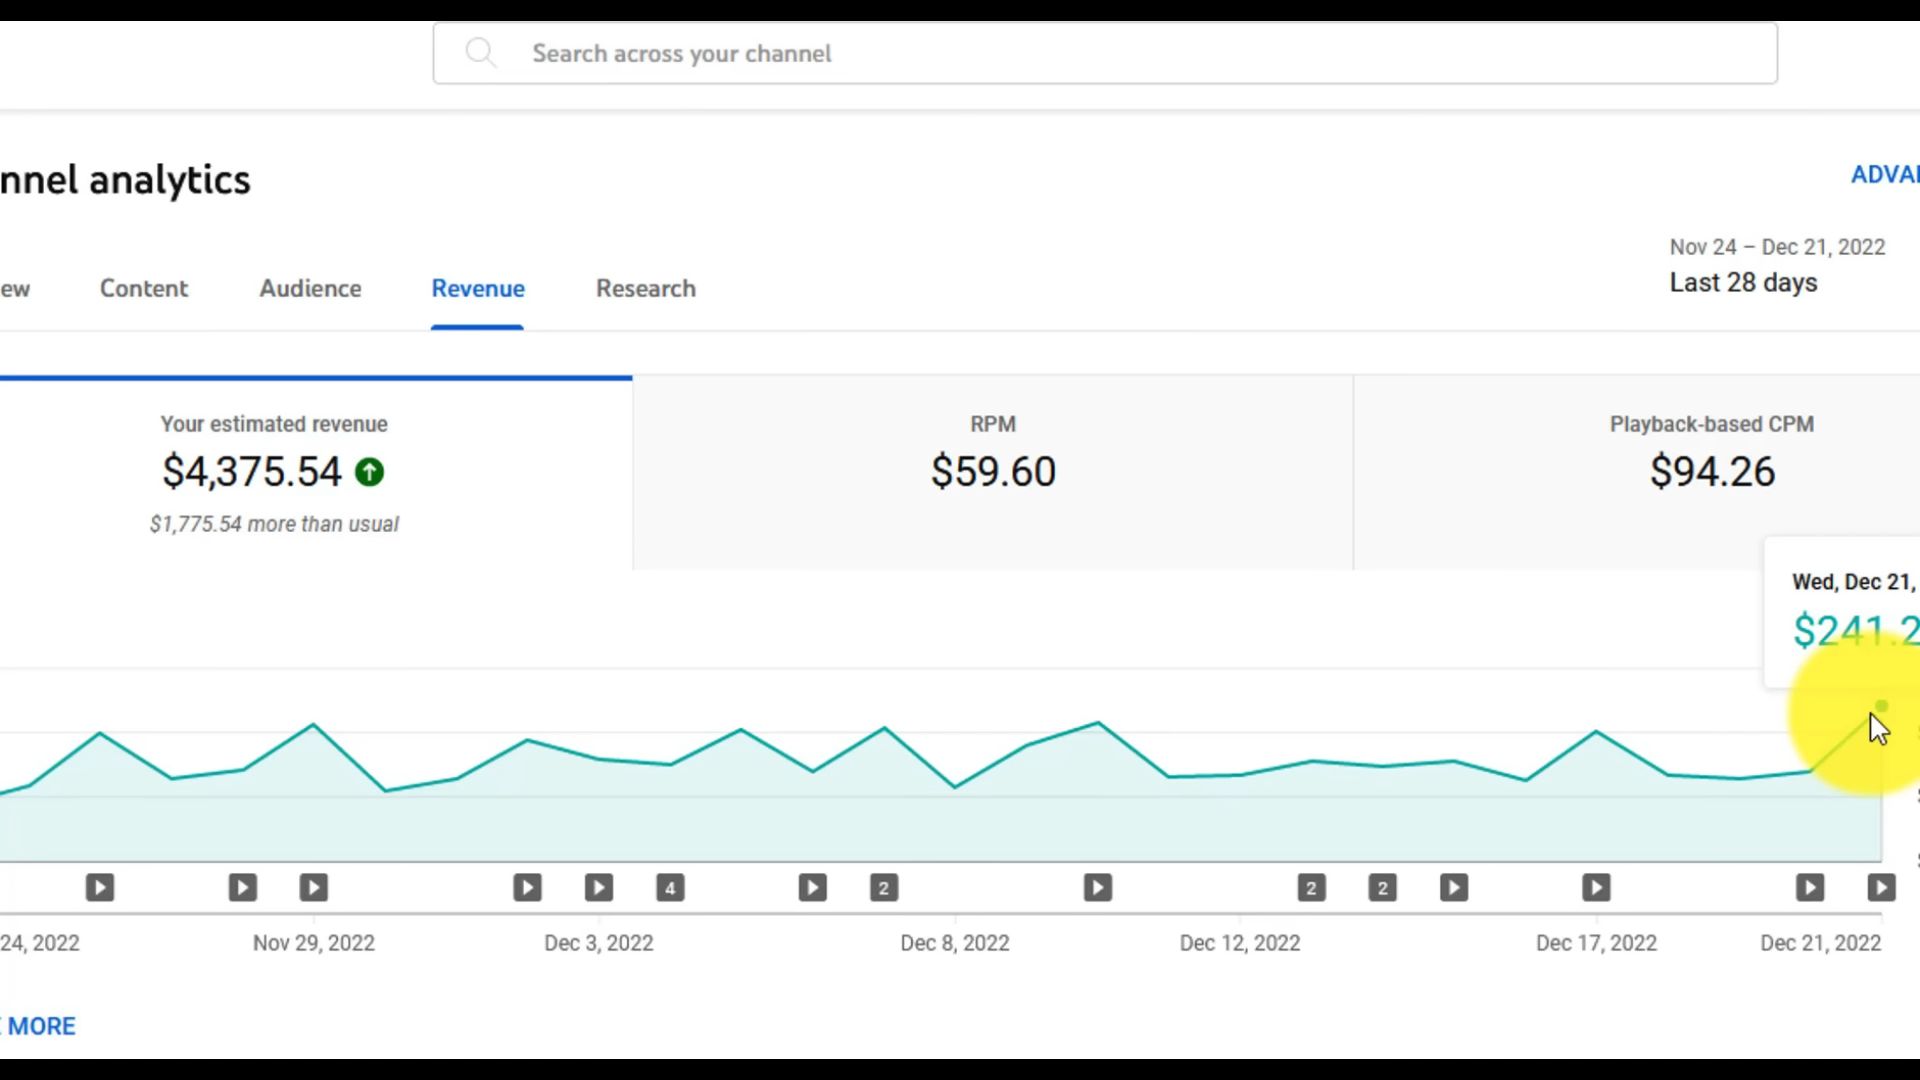 Search across your channel
nnel analytics
ADVA
Nov 24 – Dec 21, 2022
Last 28 days
ew
Content
Audience
Revenue
Research
Your estimated revenue
RPM
Playback-based CPM
$4,375.54
$59.60
$94.26
$1,775.54 more than usual
Wed, Dec 21,
$241.2
4
2
2
2
24, 2022
Nov 29, 2022
Dec 3, 2022
Dec 8, 2022
Dec 12, 2022
Dec 17, 2022
Dec 21, 2022
MORE